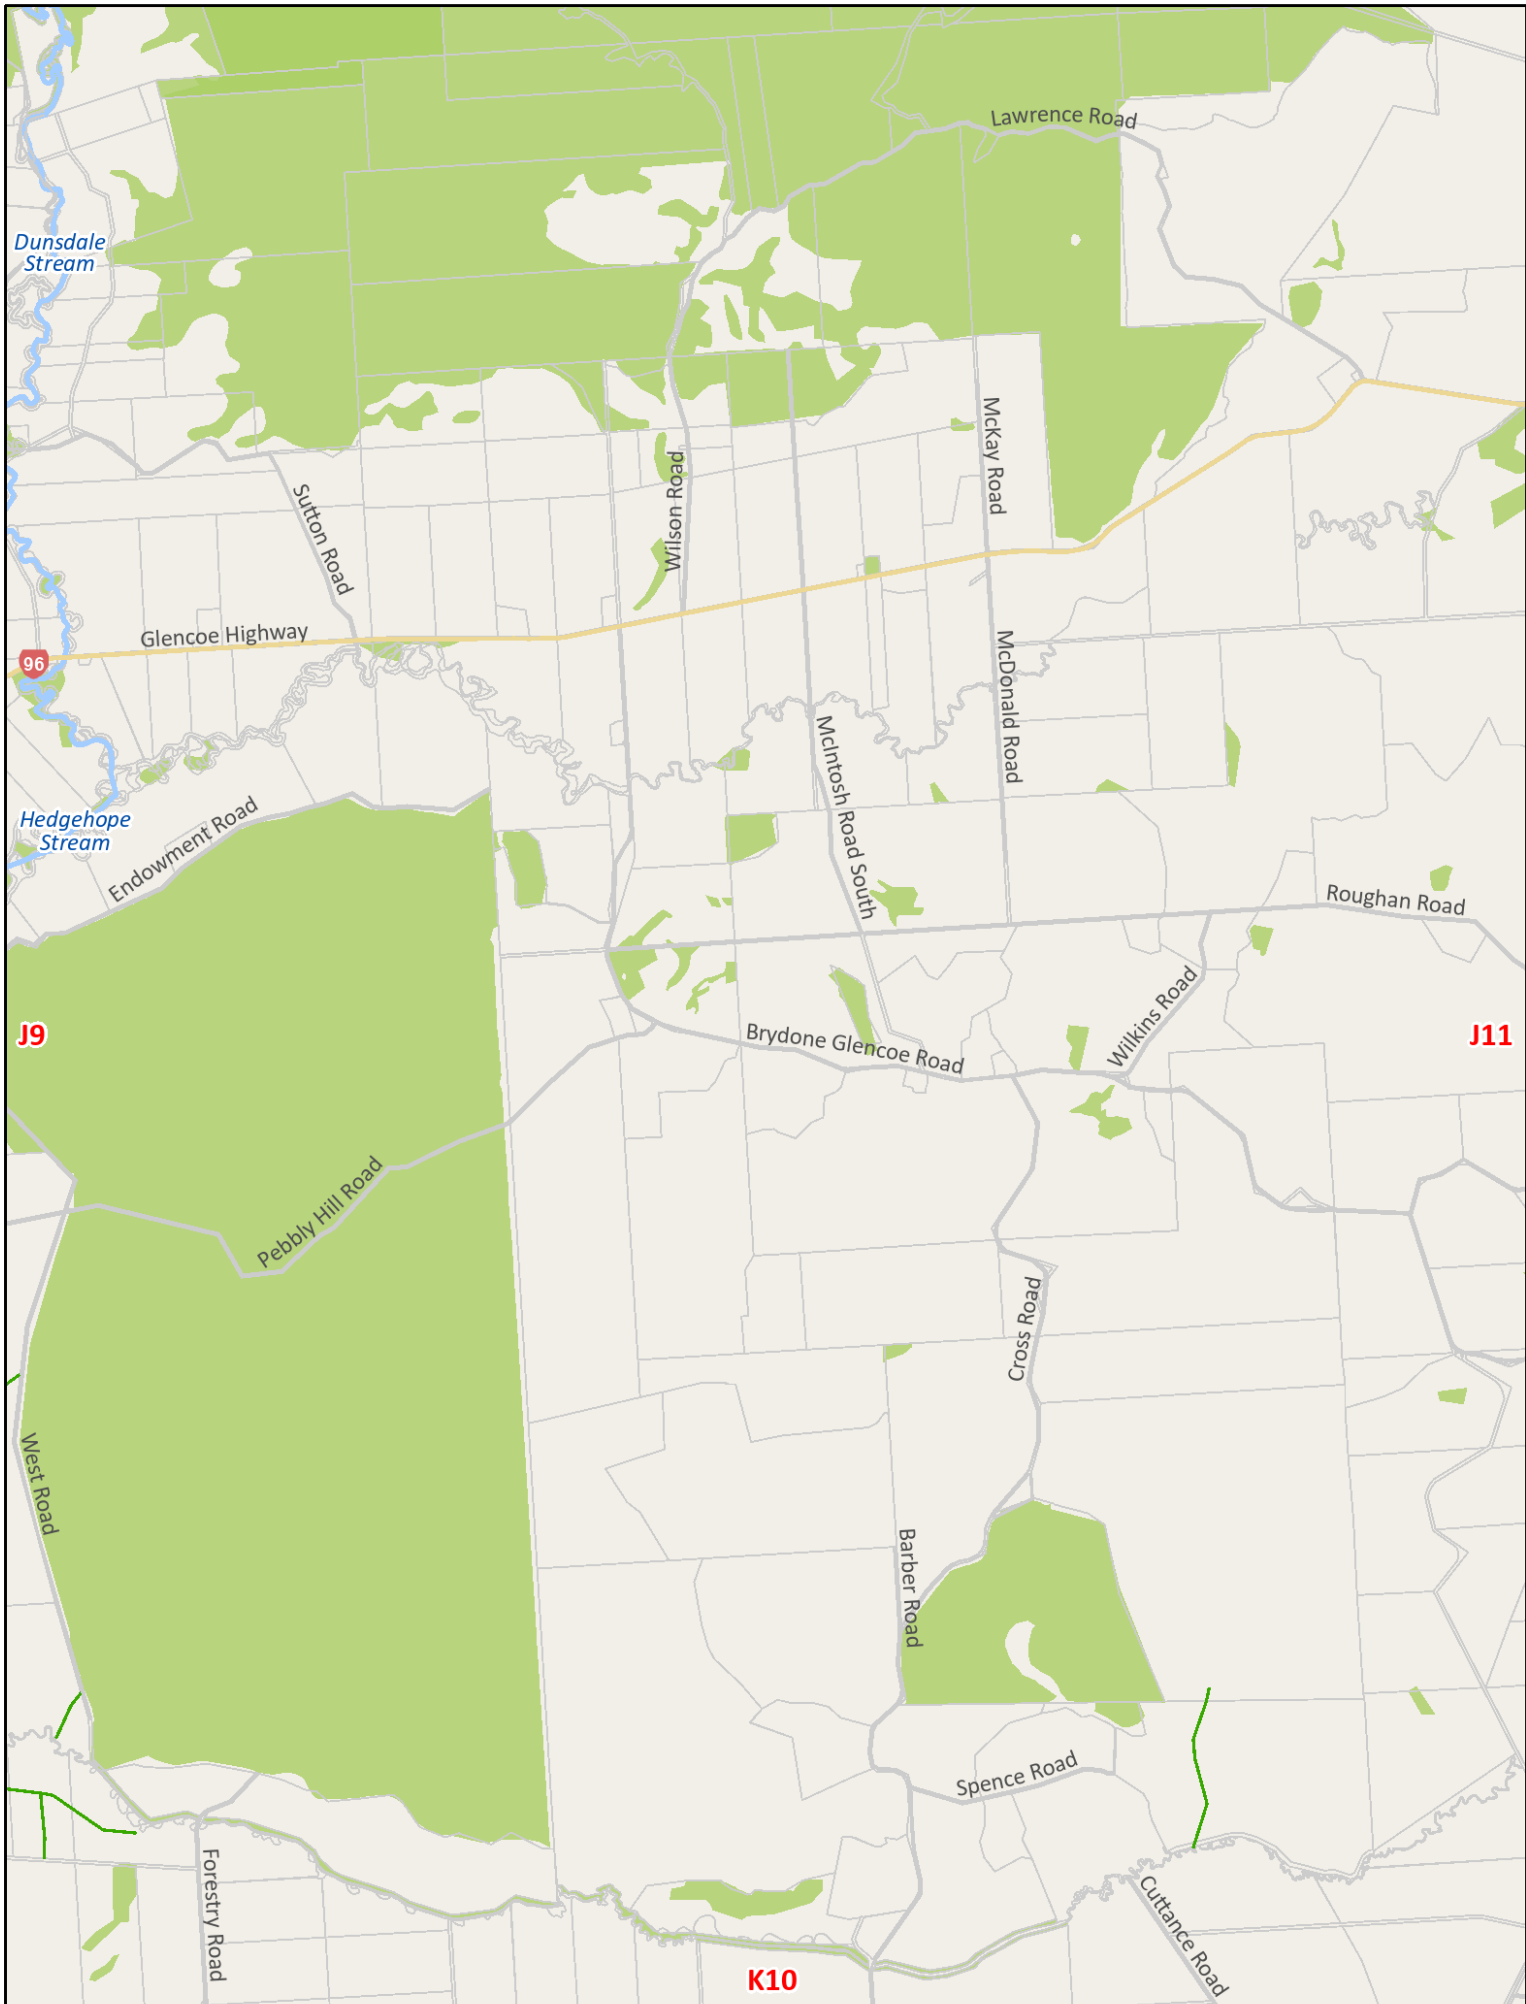 Lawrence Road
Dunsdale
Stream
McKay Road
Wilson Road
Sutton Road
Glencoe Highway
96
McDonald Road
McIntosh Road South
Hedgehope
Stream
Endowment Road
Roughan Road
Wilkins Road
J9
J11
Brydone Glencoe Road
Pebbly Hill Road
Cross Road
West Road
Barber Road
Spence Road
Forestry Road
Cuttance Road
K10